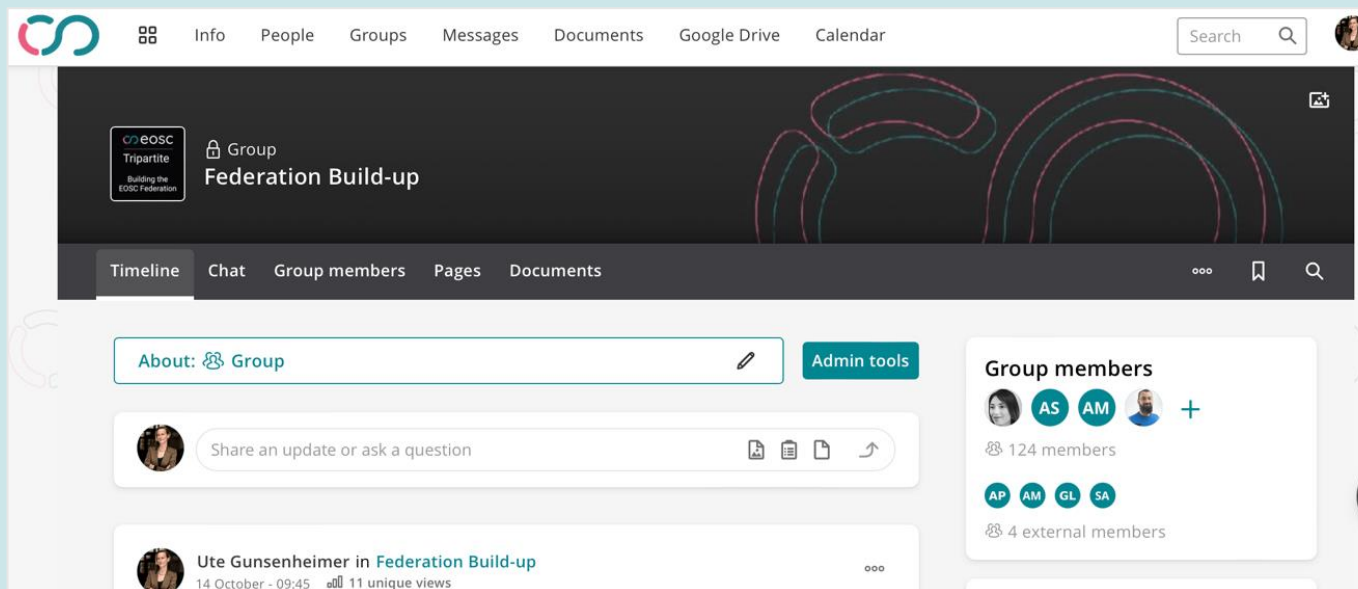 Info People Groups Messages Documents Google Drive Calendar Search
eosc
Tripartite
Building the
EOSC Federation
Group
Federation Build-up
Timeline Chat Group members Pages Documents
About: Group
Admin tools
Share an update or ask a question
Group members
AS AM
124 members
AP AM GL SA
4 external members
Ute Gunsenheimer in Federation Build-up
14 October - 09:45 11 unique views